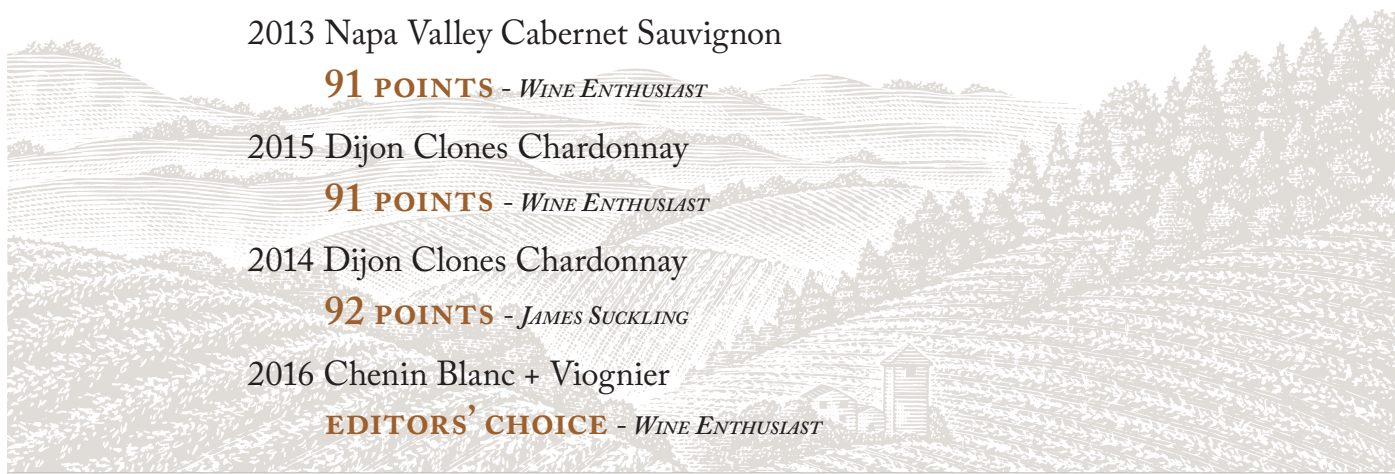 2013 Napa Valley Cabernet Sauvignon
91 POINTS - WINE ENTHUSIAST
2015 Dijon Clones Chardonnay
91 POINTS - WINE ENTHUSIAST
2014 Dijon Clones Chardonnay
92 POINTS - JAMES SUCKLING
2016 Chenin Blanc + Viognier
EDITORS’ CHOICE - WINE ENTHUSIAST